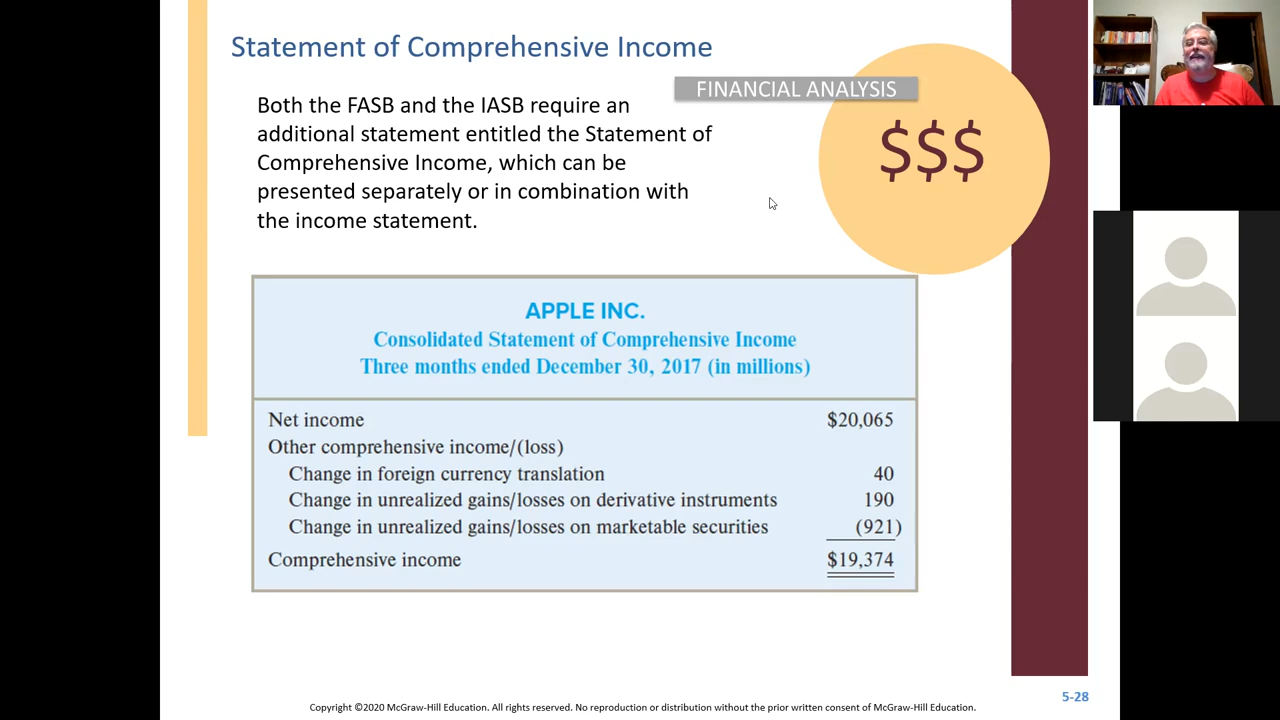 Statement of Comprehensive Income
FINANCIAL ANALYSIS
$$$
Both the FASB and the IASB require an
additional statement entitled the Statement of
Comprehensive Income, which can be
presented separately or in combination with
the income statement.
APPLE INC.
Consolidated Statement of Comprehensive Income
Three months ended December 30, 2017 (in millions)
Net income $20,065
Other comprehensive income/(loss)
Change in foreign currency translation 40
Change in unrealized gains/losses on derivative instruments 190
Change in unrealized gains/losses on marketable securities (921)
Comprehensive income $19,374
5-28
Copyright ©2020 McGraw-Hill Education. All rights reserved. No reproduction or distribution without the prior written consent of McGraw-Hill Education.